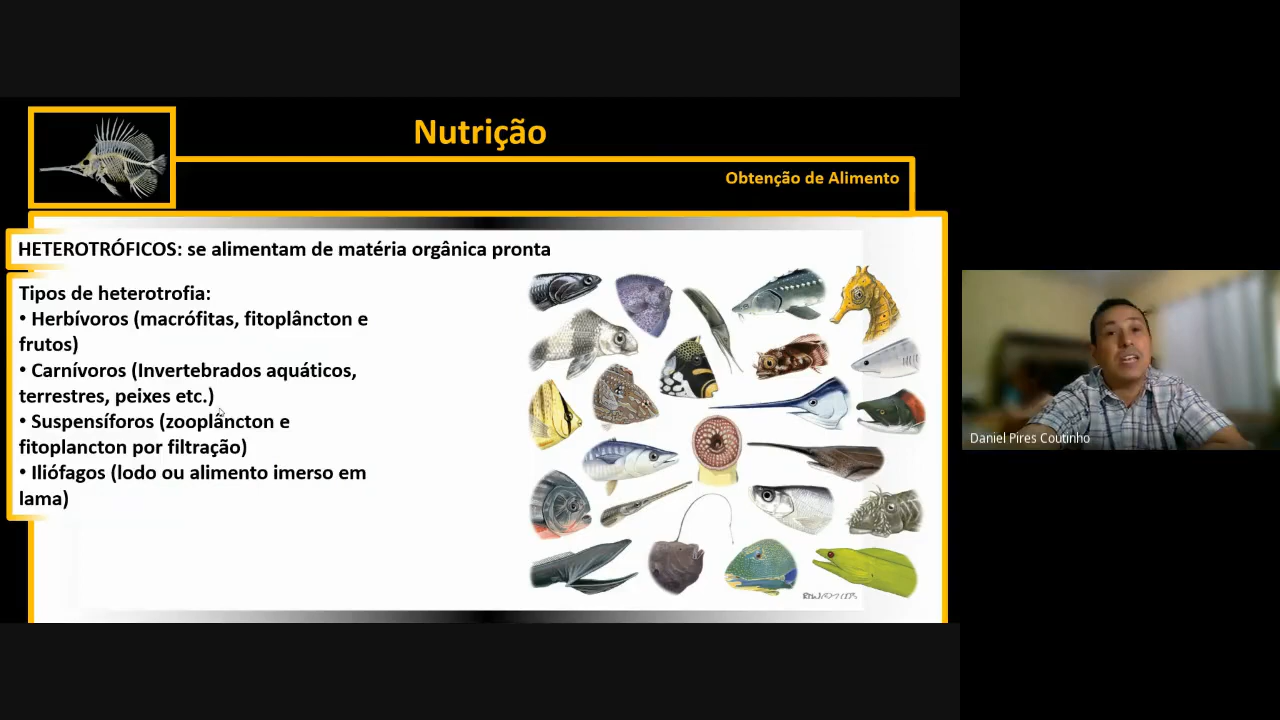 Nutrição
Obtenção de Alimento
HETEROTRÓFICOS: se alimentam de matéria orgânica pronta
Tipos de heterotrofia:
• Herbívoros (macrófitas, fitoplâncton e
frutos)
• Carnívoros (Invertebrados aquáticos,
terrestres, peixes etc.)
• Suspensíforos (zooplâncton e
fitoplancton por filtração)
• Iliófagos (lodo ou alimento imerso em
lama)
Daniel Pires Coutinho